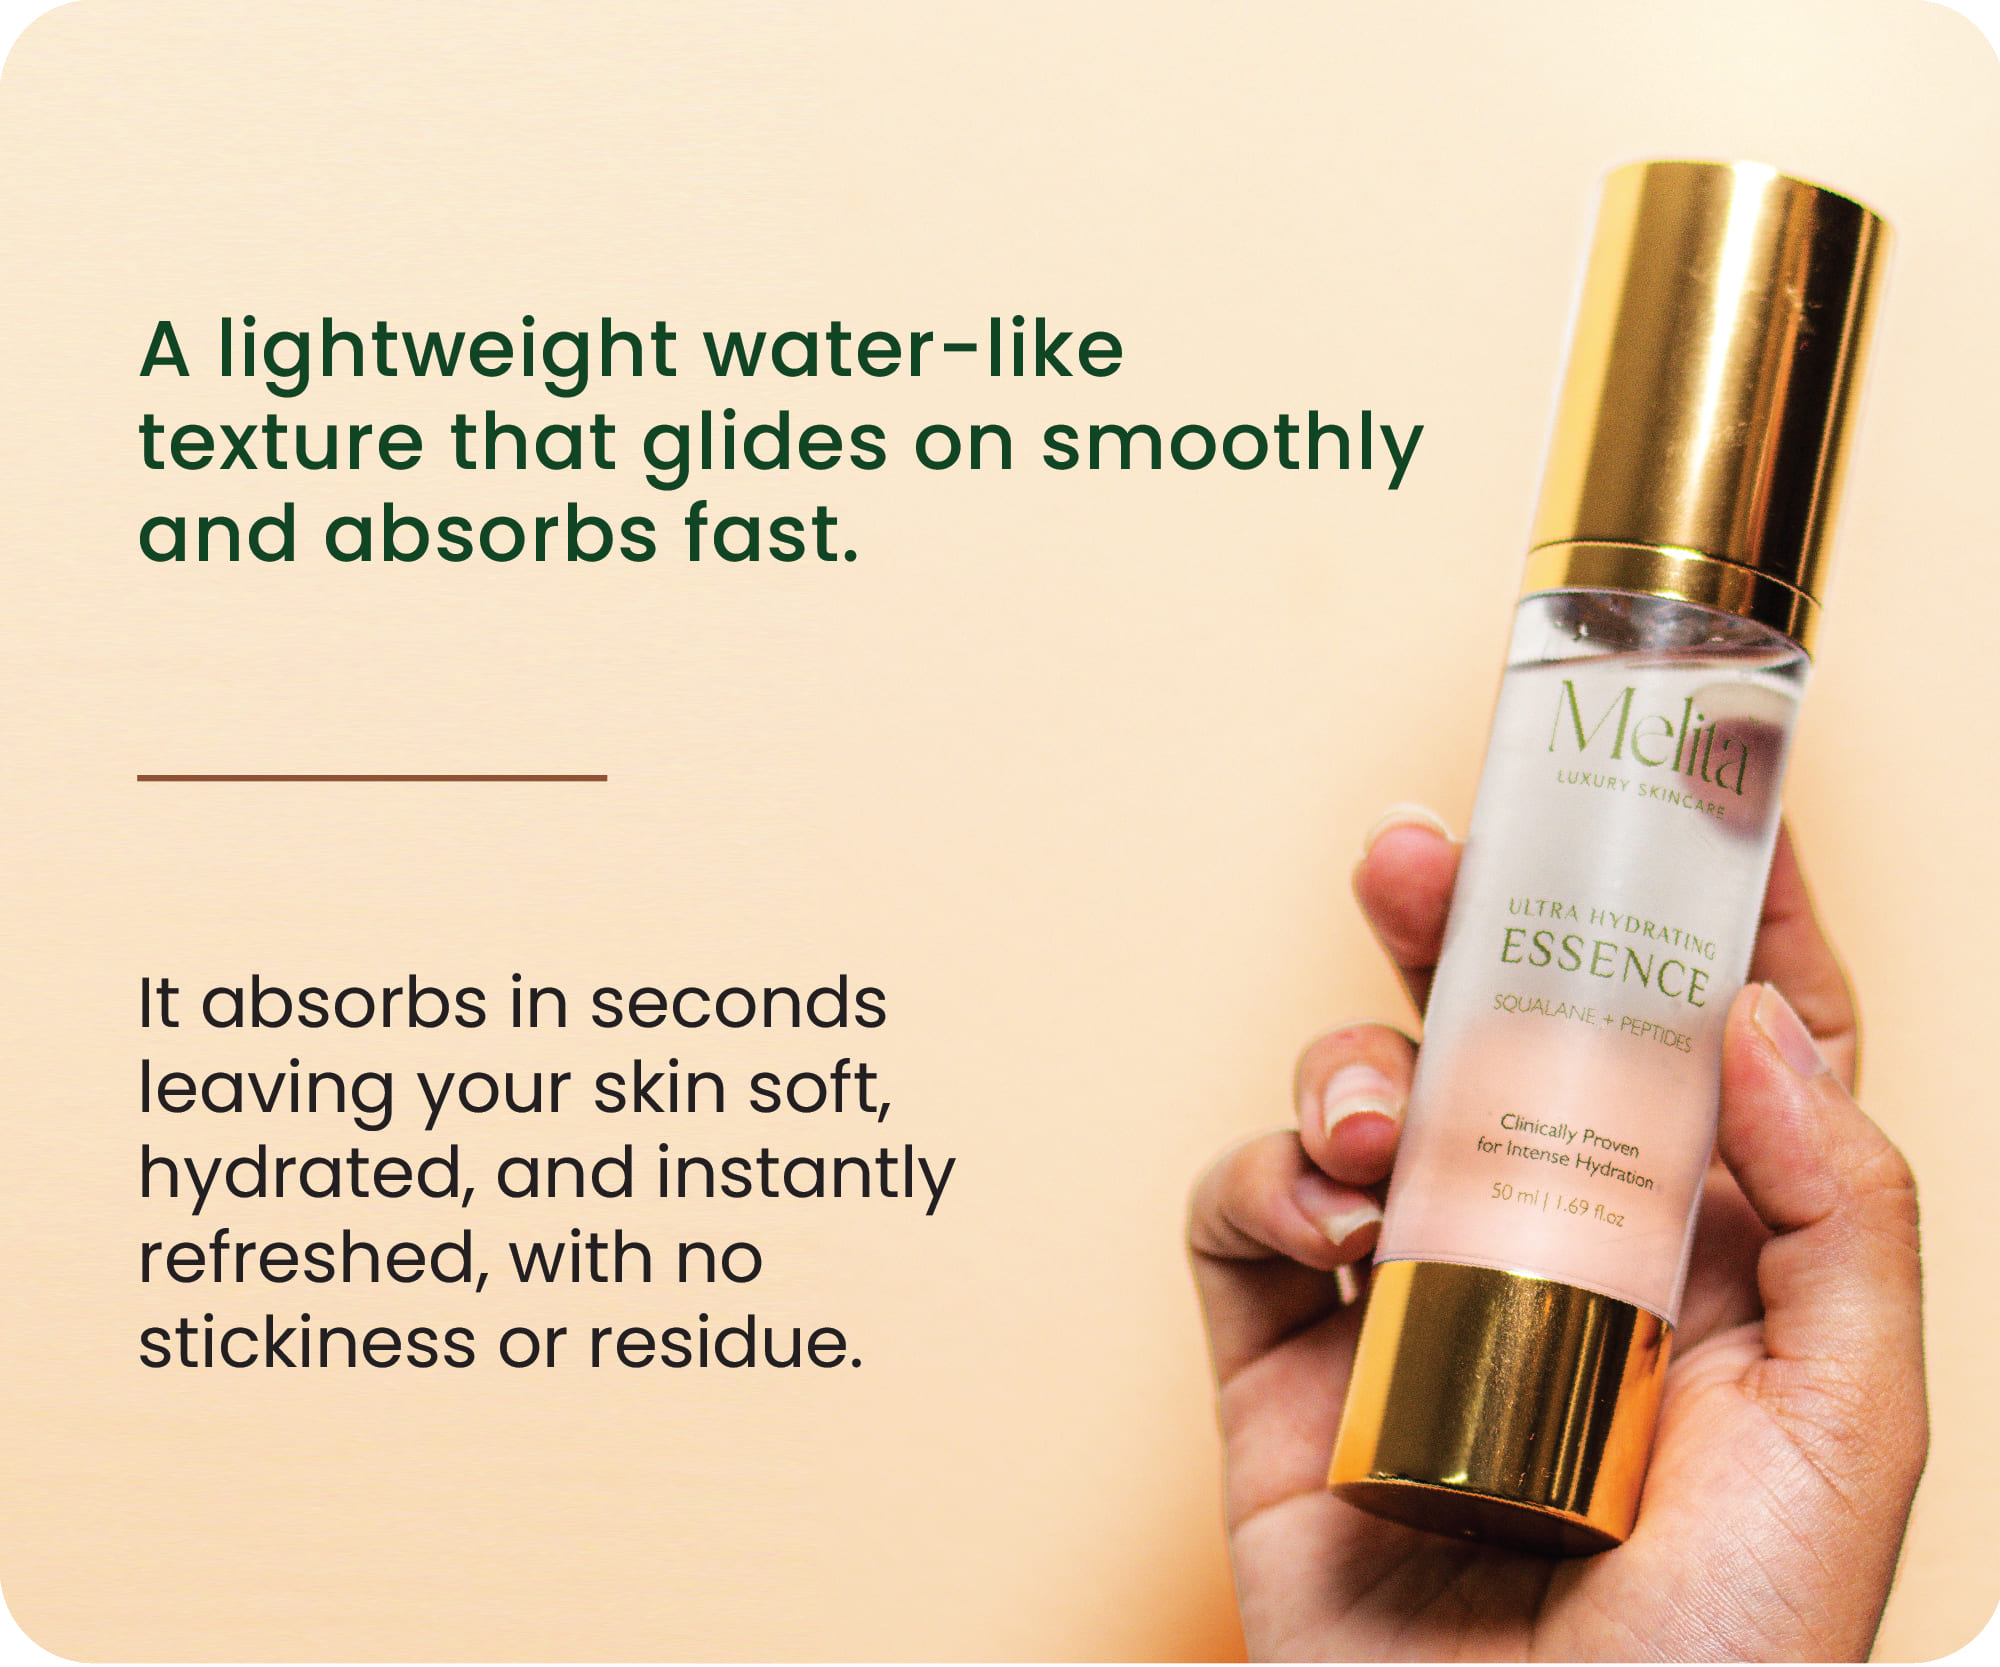 A lightweight water-like
texture that glides on smoothly
and absorbs fast.
It absorbs in seconds
leaving your skin soft,
hydrated, and instantly
refreshed, with no
stickiness or residue.
Melita
LUXURY SKINCARE
ULTRA HYDRATING
ESSENCE
SQUALANE + PEPTIDES
Clinically Proven
for Intense Hydration
50 ml | 1.69 fl.oz